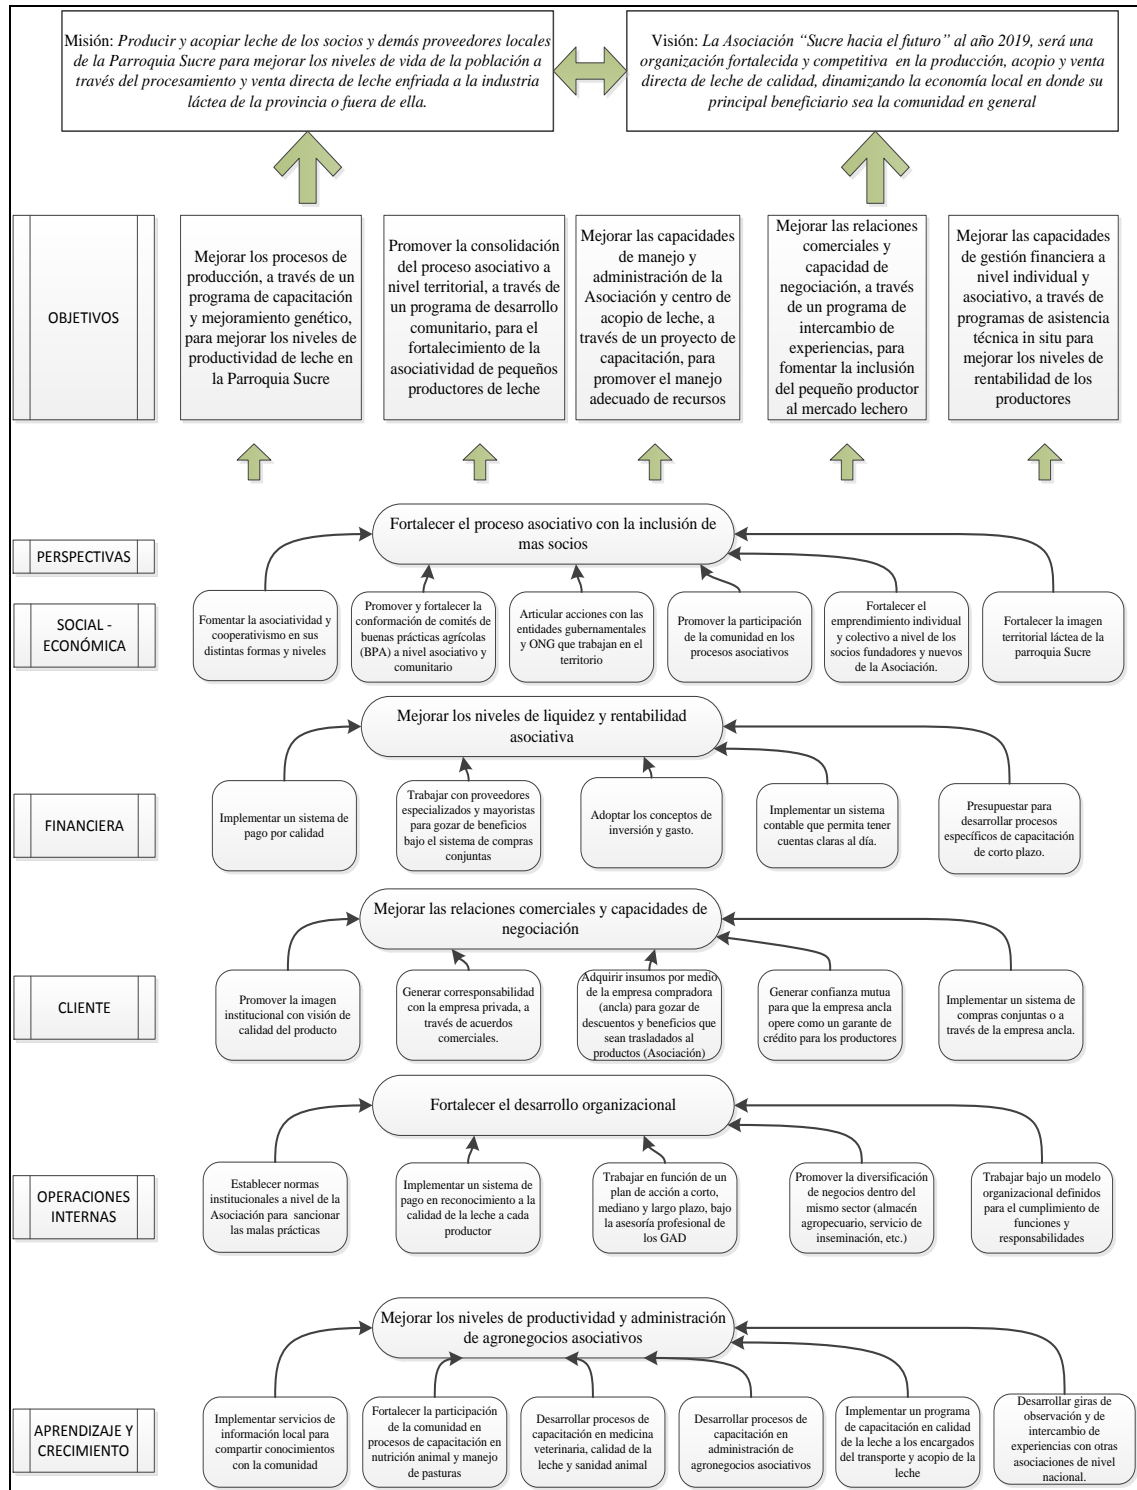 Misión: Producir y acopiar leche de los socios y demás proveedores locales
de la Parroquia Sucre para mejorar los niveles de vida de la población a
través del procesamiento y venta directa de leche enfriada a la industria
láctea de la provincia o fuera de ella.
Visión: La Asociación “Sucre hacia el futuro” al año 2019, será una
organización fortalecida y competitiva en la producción, acopio y venta
directa de leche de calidad, dinamizando la economía local en donde su
principal beneficiario sea la comunidad en general
OBJETIVOS
Mejorar los procesos de
producción, a través de un
programa de capacitación
y mejoramiento genético,
para mejorar los niveles de
productividad de leche en
la Parroquia Sucre
Promover la consolidación
del proceso asociativo a
nivel territorial, a través de
un programa de desarrollo
comunitario, para el
fortalecimiento de la
asociatividad de pequeños
productores de leche
Mejorar las capacidades
de manejo y
administración de la
Asociación y centro de
acopio de leche, a
través de un proyecto de
capacitación, para
promover el manejo
adecuado de recursos
Mejorar las relaciones
comerciales y
capacidad de
negociación, a través
de un programa de
intercambio de
experiencias, para
fomentar la inclusión
del pequeño productor
al mercado lechero
Mejorar las capacidades
de gestión financiera a
nivel individual y
asociativo, a través de
programas de asistencia
técnica in situ para
mejorar los niveles de
rentabilidad de los
productores
PERSPECTIVAS
Fortalecer el proceso asociativo con la inclusión de
mas socios
SOCIAL -
ECONÓMICA
Fomentar la asociatividad y
cooperativismo en sus
distintas formas y niveles
Promover y fortalecer la
conformación de comités de
buenas prácticas agrícolas
(BPA) a nivel asociativo y
comunitario
Articular acciones con las
entidades gubernamentales
y ONG que trabajan en el
territorio
Promover la participación
de la comunidad en los
procesos asociativos
Fortalecer el
emprendimiento individual
y colectivo a nivel de los
socios fundadores y nuevos
de la Asociación.
Fortalecer la imagen
territorial láctea de la
parroquia Sucre
Mejorar los niveles de liquidez y rentabilidad
asociativa
FINANCIERA
Implementar un sistema de
pago por calidad
Trabajar con proveedores
especializados y mayoristas
para gozar de beneficios
bajo el sistema de compras
conjuntas
Adoptar los conceptos de
inversión y gasto.
Implementar un sistema
contable que permita tener
cuentas claras al día.
Presupuestar para
desarrollar procesos
específicos de capacitación
de corto plazo.
Mejorar las relaciones comerciales y capacidades de
negociación
CLIENTE
Promover la imagen
institucional con visión de
calidad del producto
Generar corresponsabilidad
con la empresa privada, a
través de acuerdos
comerciales.
Adquirir insumos por medio
de la empresa compradora
(ancla) para gozar de
descuentos y beneficios que
sean trasladados al
productos (Asociación)
Generar confianza mutua
para que la empresa ancla
opere como un garante de
crédito para los productores
Implementar un sistema de
compras conjuntas o a
través de la empresa ancla.
Fortalecer el desarrollo organizacional
OPERACIONES
INTERNAS
Establecer normas
institucionales a nivel de la
Asociación para sancionar
las malas prácticas
Implementar un sistema de
pago en reconocimiento a la
calidad de la leche a cada
productor
Trabajar en función de un
plan de acción a corto,
mediano y largo plazo, bajo
la asesoría profesional de
los GAD
Promover la diversificación
de negocios dentro del
mismo sector (almacén
agropecuario, servicio de
inseminación, etc.)
Trabajar bajo un modelo
organizacional definidos
para el cumplimiento de
funciones y
responsabilidades
Mejorar los niveles de productividad y administración
de agronegocios asociativos
APRENDIZAJE Y
CRECIMIENTO
Implementar servicios de
información local para
compartir conocimientos
con la comunidad
Fortalecer la participación
de la comunidad en
procesos de capacitación en
nutrición animal y manejo
de pasturas
Desarrollar procesos de
capacitación en medicina
veterinaria, calidad de la
leche y sanidad animal
Desarrollar procesos de
capacitación en
administración de
agronegocios asociativos
Implementar un programa
de capacitación en calidad
de la leche a los encargados
del transporte y acopio de la
leche
Desarrollar giras de
observación y de
intercambio de
experiencias con otras
asociaciones de nivel
nacional.